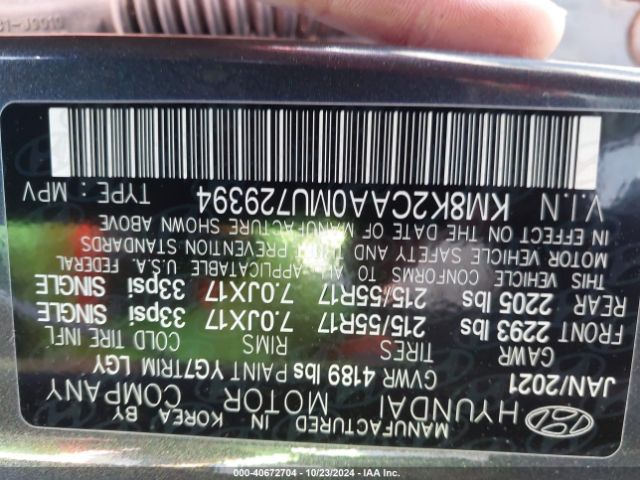 MANUFACTURED IN KOREA BY
HYUNDAI MOTOR COMPANY
JAN/2021 GVWR 4189 lbs PAINT YG7 TRIM LGY
GAWR TIRES RIMS COLD TIRE INFL
FRONT 2293 lbs 215/55R17 7.0JX17 33psi SINGLE
REAR 2205 lbs 215/55R17 7.0JX17 33psi SINGLE
THIS VEHICLE CONFORMS TO ALL APPLICABLE U.S.A. FEDERAL
MOTOR VEHICLE SAFETY AND THEFT PREVENTION STANDARDS
IN EFFECT ON THE DATE OF MANUFACTURE SHOWN ABOVE
V.I.N : KM8K2CAA0MU729394 TYPE : MPV
000-40672704 - 10/23/2024 - IAA Inc.